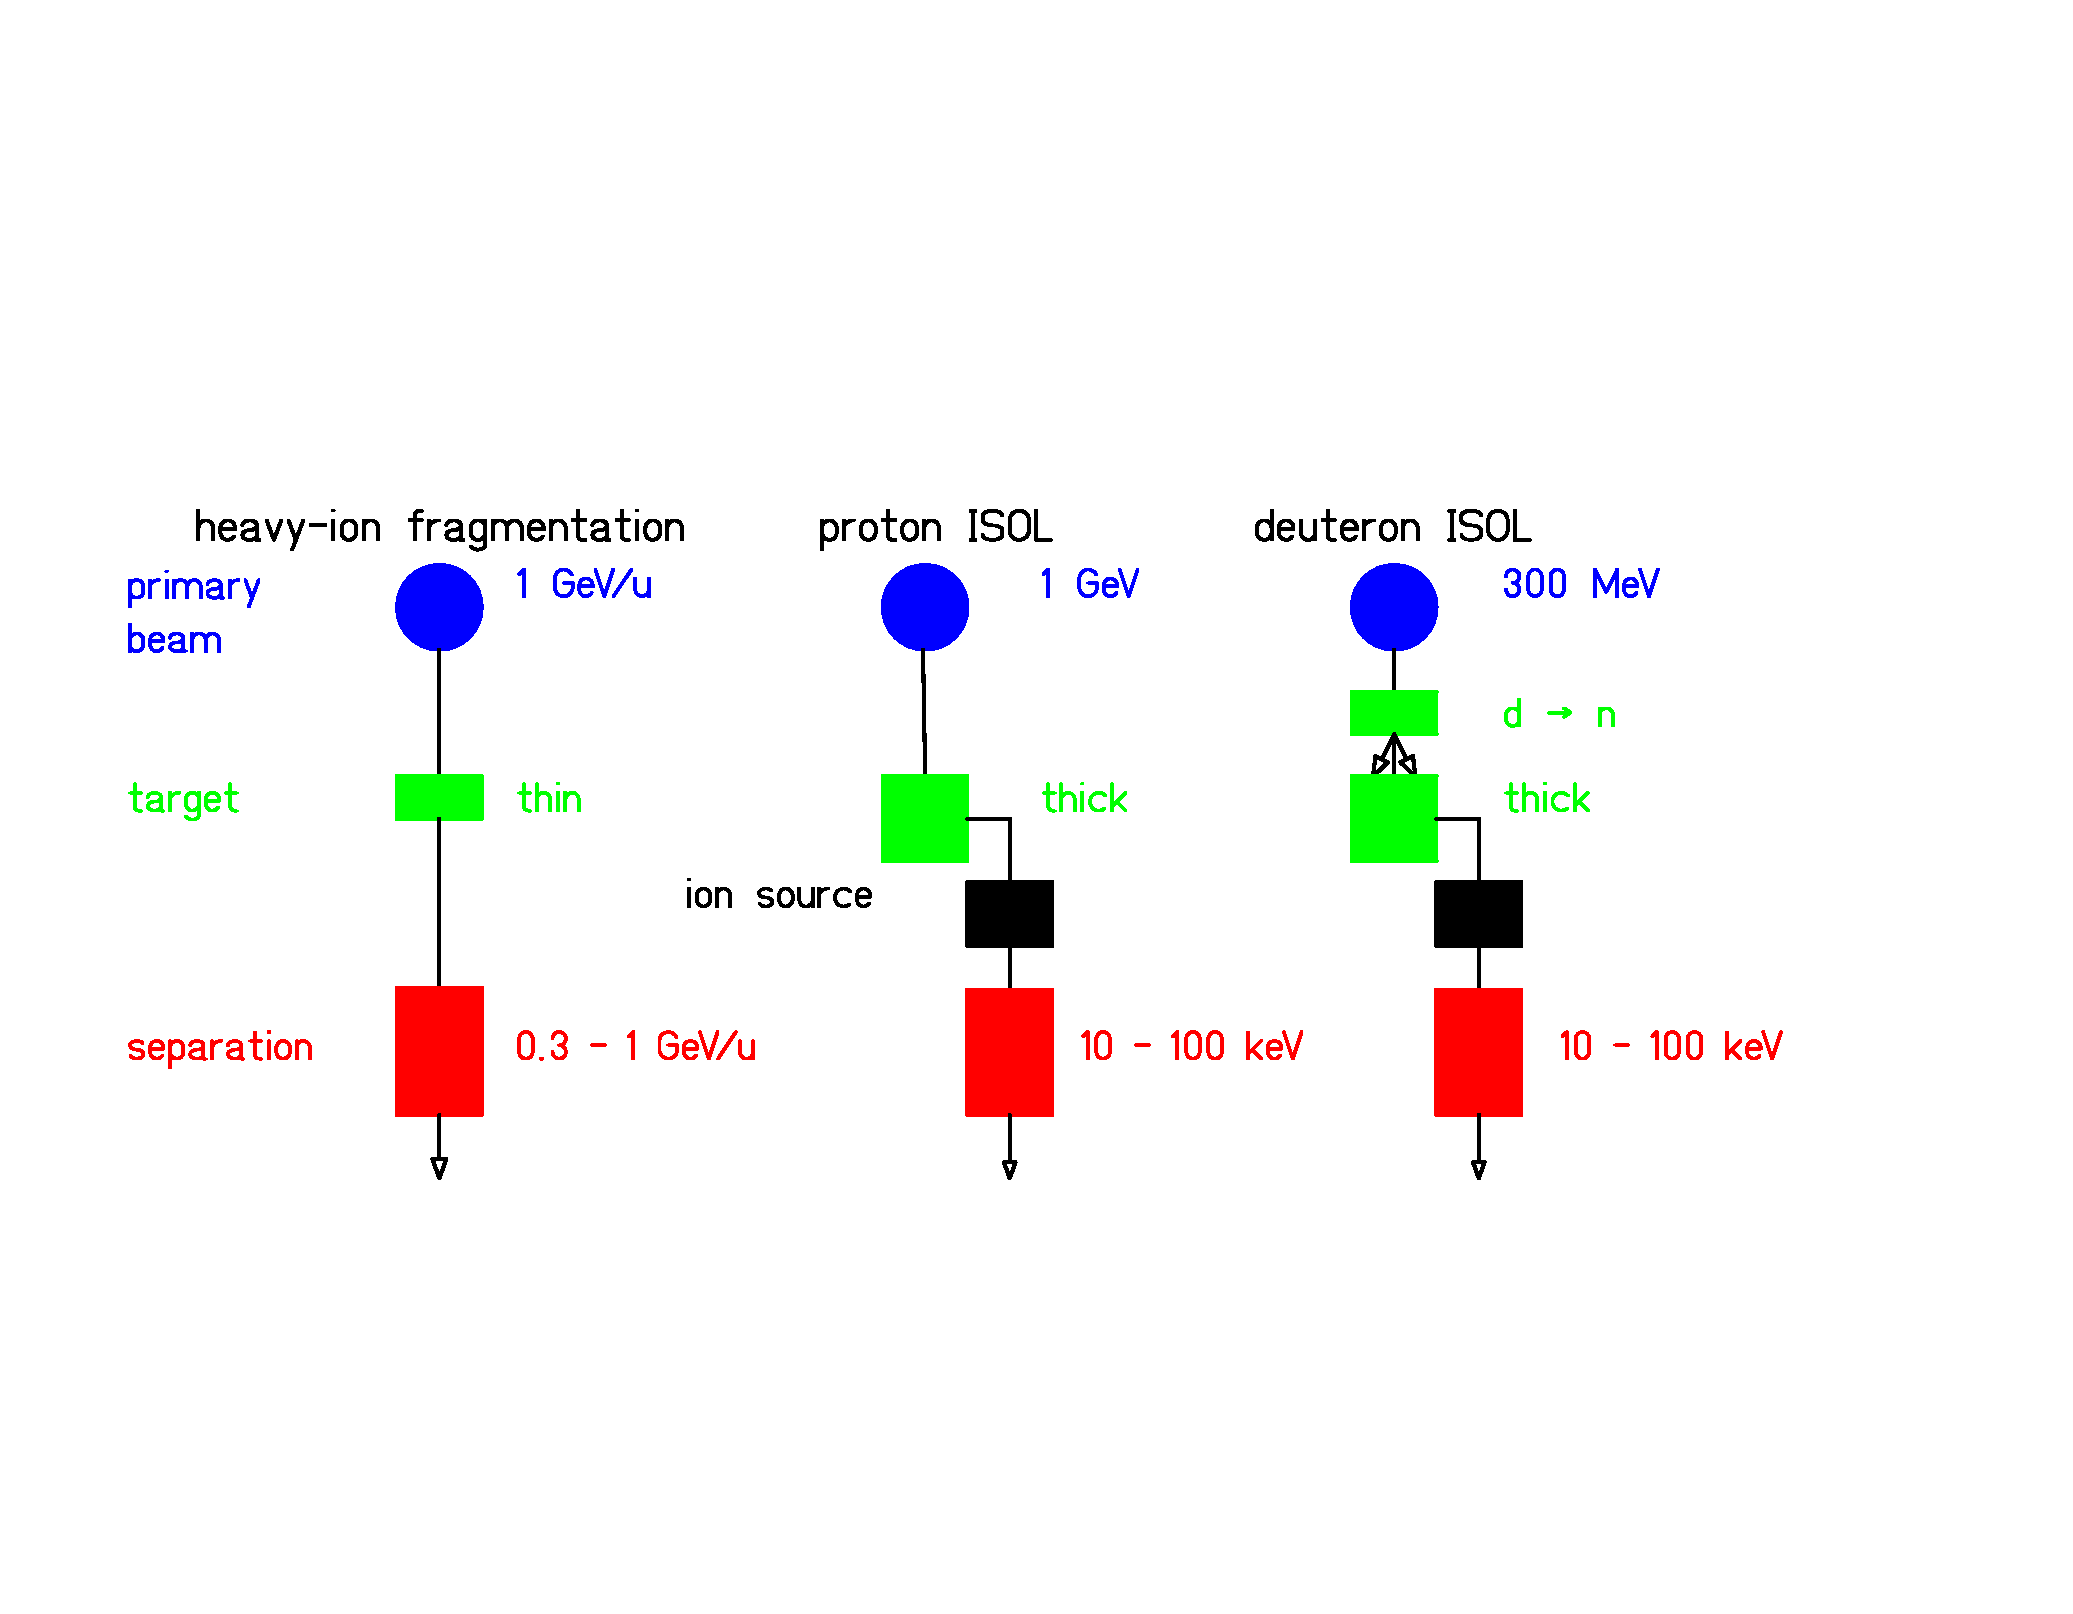 heavy-ion fragmentation proton ISOL deuteron ISOL
primary 1 GeV/u 1 GeV 300 MeV
beam
d → n
target thin thick thick
ion source
separation 0.3 - 1 GeV/u 10 - 100 keV 10 - 100 keV